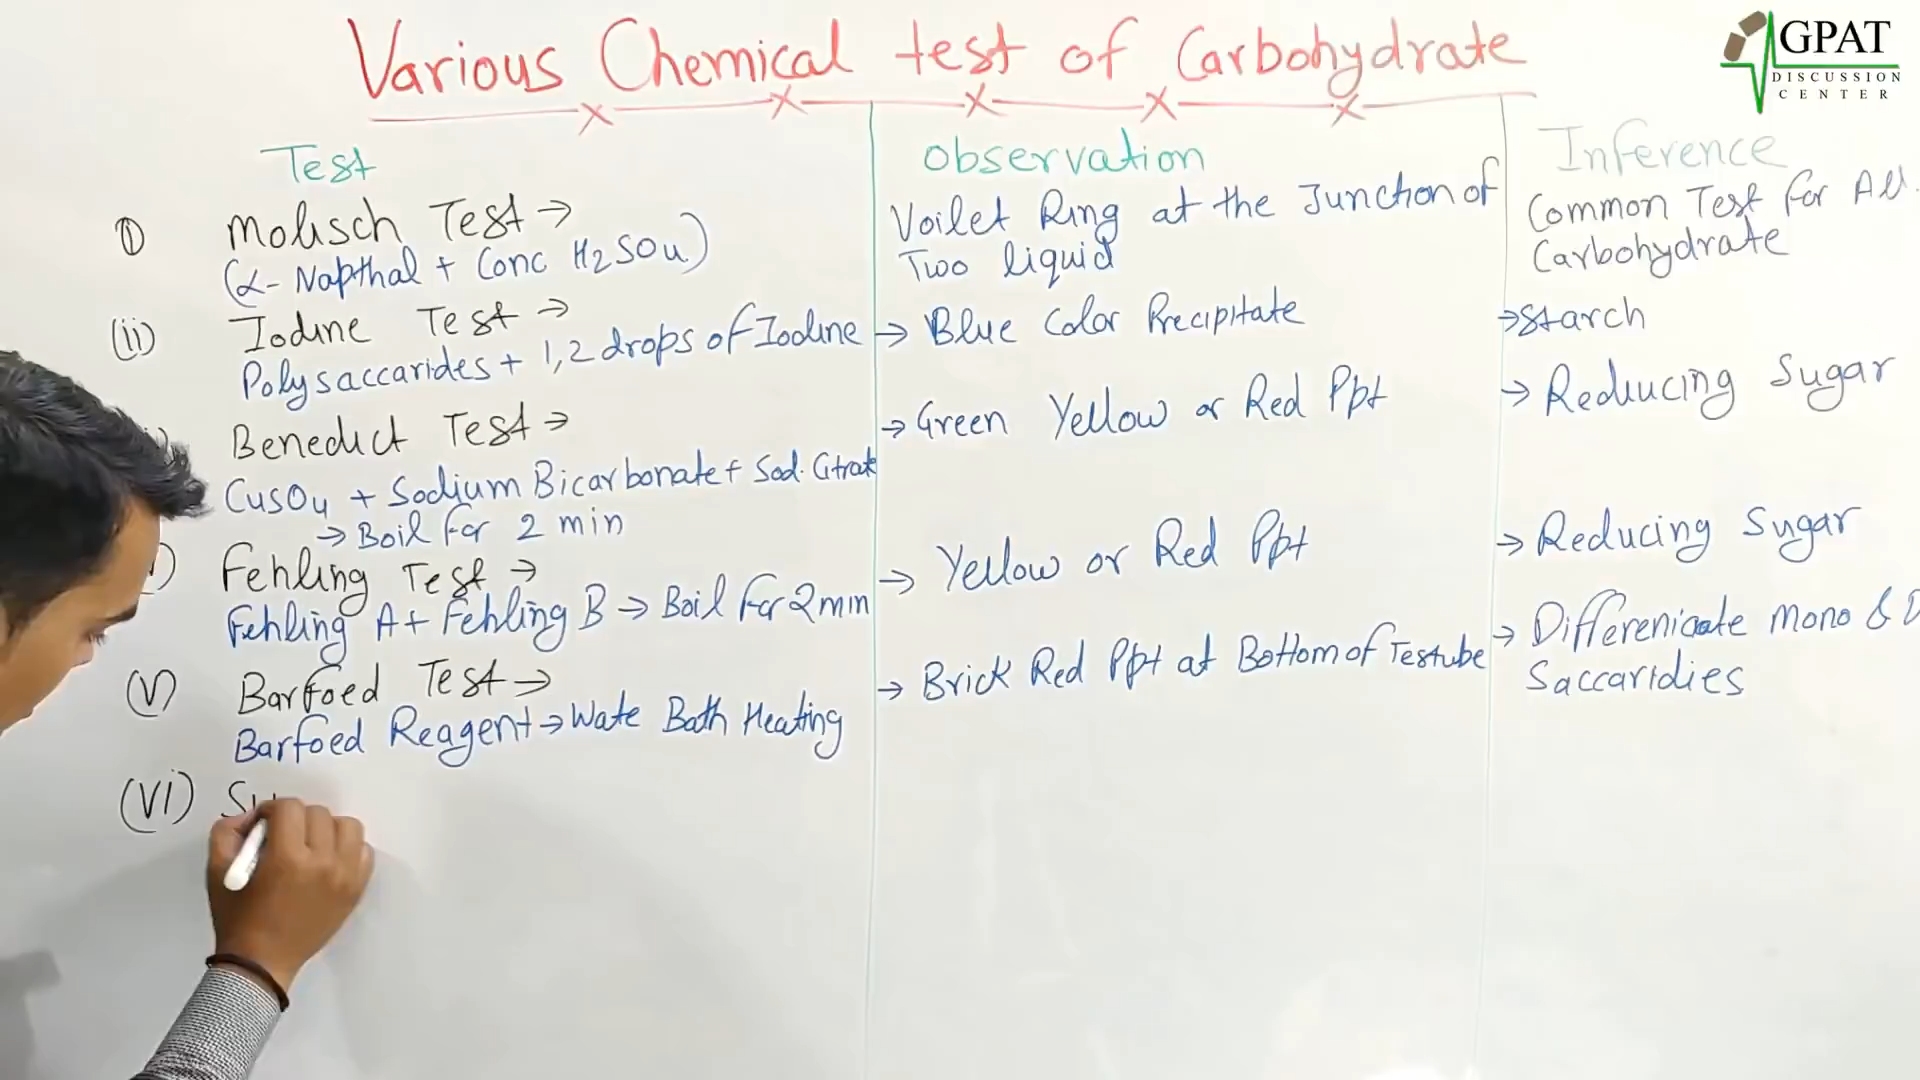 Various Chemical test of Carbohydrate
GPAT
DISCUSSION
CENTER
Test
Observation
Inference
(i) Molisch Test →
(α- Napthal + Conc H2SO4)
Voilet Ring at the Junction of
Two liquid
Common Test For All
Carbohydrate
(ii) Iodine Test →
Polysaccarides + 1,2 drops of Iodine
→ Blue Color Precipitate
→ Starch
Benedict Test →
CuSO4 + Sodium Bicarbonate + Sod. Citrate
→ Boil For 2 min
→ Green Yellow or Red Ppt
→ Reducing Sugar
Fehling Test →
Fehling A + Fehling B → Boil For 2 min
→ Yellow or Red Ppt
→ Reducing Sugar
(V) Barfoed Test →
Barfoed Reagent → Wate Bath Heating
→ Brick Red Ppt at Bottom of Testube
→ Differenicate Mono & D
Saccaridies
(Vi) S